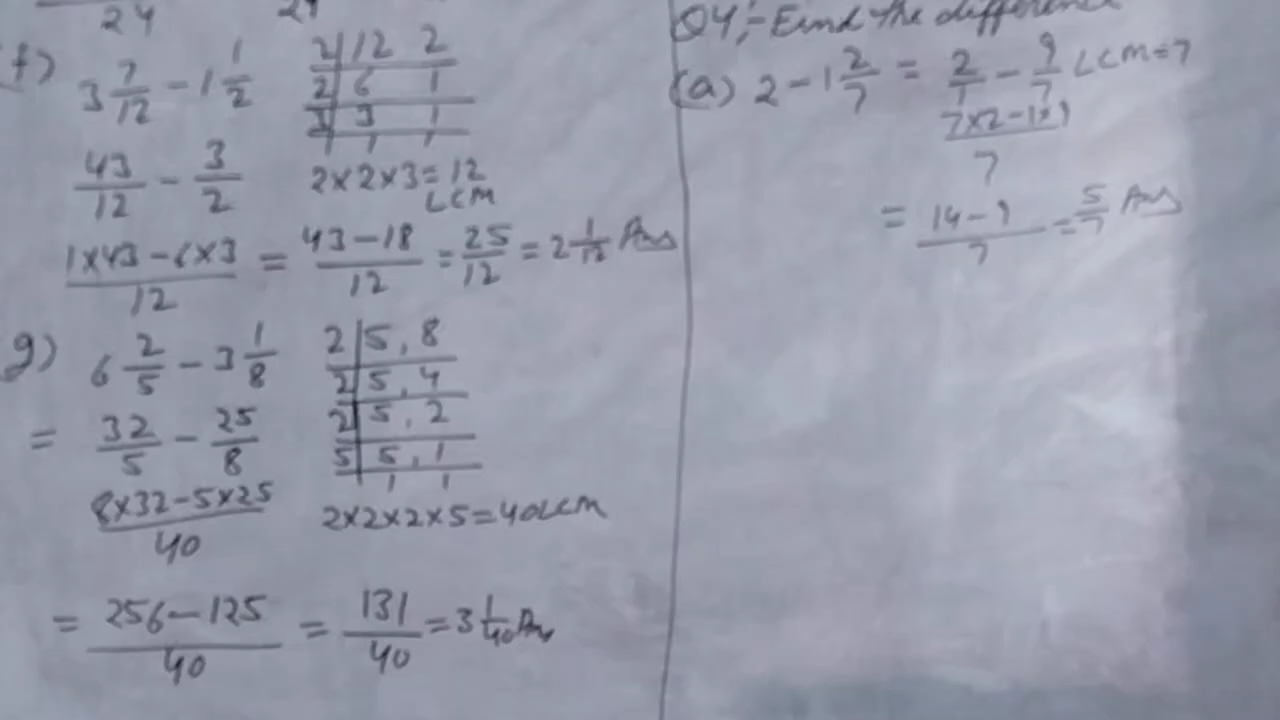 24 24
f) 3 7/12 - 1 1/2
2 | 12 2
2 | 6 1
3 | 3 1
1 1
43/12 - 3/2
2×2×3=12
LCM
1×43-6×3/12 = 43-18/12 = 25/12 = 2 1/12 Ans
g) 6 2/5 - 3 1/8
2 | 5, 8
2 | 5, 4
2 | 5, 2
5 | 5, 1
1 1
= 32/5 - 25/8
8×32-5×25/40
2×2×2×5=40 LCM
= 256-125/40 = 131/40 = 3 1/40 Ans
Q4:- Find the difference
(a) 2 - 1 2/7 = 2/1 - 9/7 LCM=7
7×2-1×9/7
= 14-9/7 = 5/7 Ans